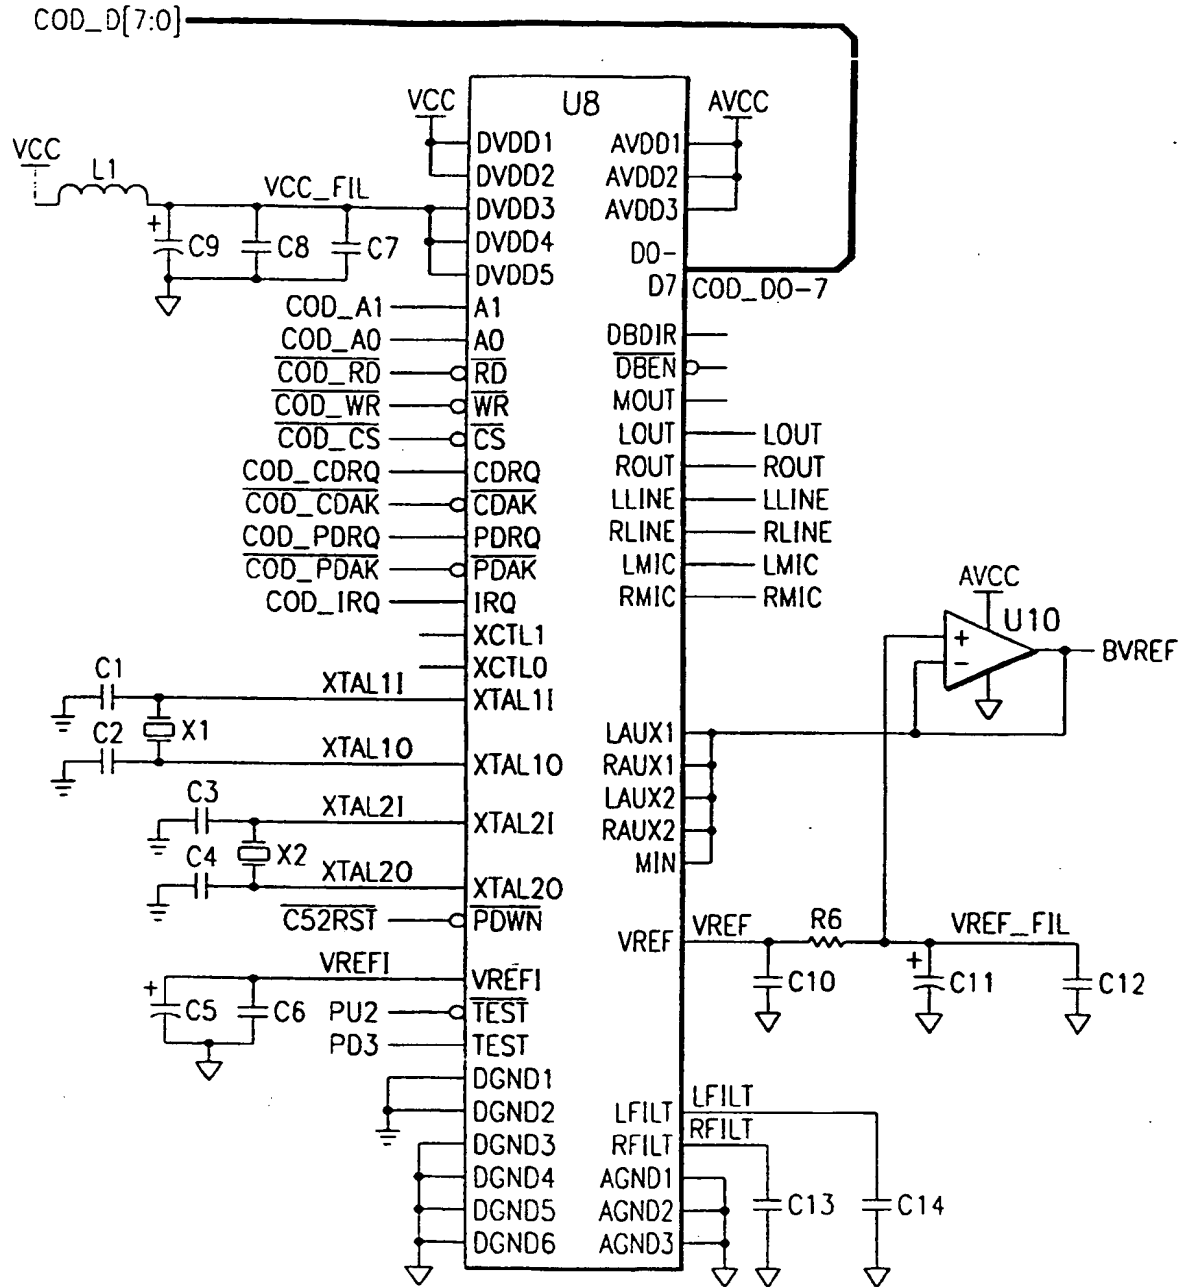 COD_D[7:0]
VCC U8 AVCC
DVDD1 AVDD1
VCC L1 DVDD2 AVDD2
VCC_FIL DVDD3 AVDD3
+ C9 C8 C7 DVDD4 D0-
DVDD5 D7 COD_D0-7
COD_A1 A1
COD_A0 A0 DBDIR
COD_RD RD DBEN
COD_WR WR MOUT
COD_CS CS LOUT LOUT
COD_CDRQ CDRQ ROUT ROUT
COD_CDAK CDAK LLINE LLINE
COD_PDRQ PDRQ RLINE RLINE
COD_PDAK PDAK LMIC LMIC
COD_IRQ IRQ RMIC RMIC
AVCC
XCTL1 + U10
XCTL0 - BVREF
C1 XTAL1I XTAL1I
X1 LAUX1
C2 XTAL1O XTAL1O RAUX1
C3 XTAL2I XTAL2I LAUX2
RAUX2
C4 X2 MIN
XTAL2O XTAL2O
C52RST PDWN VREF VREF R6 VREF_FIL
VREFI VREFI C10 + C11 C12
+ C5 C6 PU2 TEST
PD3 TEST
DGND1
DGND2 LFILT LFILT
DGND3 RFILT RFILT
DGND4 AGND1
DGND5 AGND2 C13 C14
DGND6 AGND3